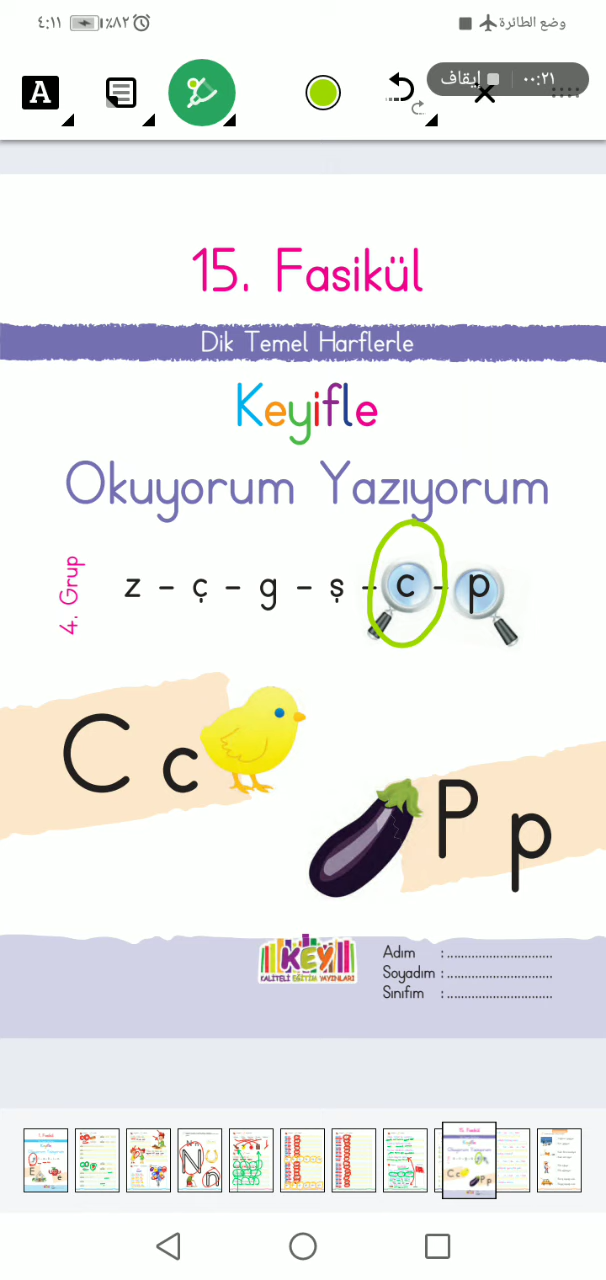 ٤:١١ ٪٨٢ وضع الطائرة
إيقاف ٠٠:٢١
A
15. Fasikül
Dik Temel Harflerle
Keyifle
Okuyorum Yazıyorum
4. Grup
z - ç - g - ş - c - p
C c
P p
KEY
KALİTELİ EĞİTİM YAYINLARI
Adım : ..............................
Soyadım : ..............................
Sınıfım : ..............................